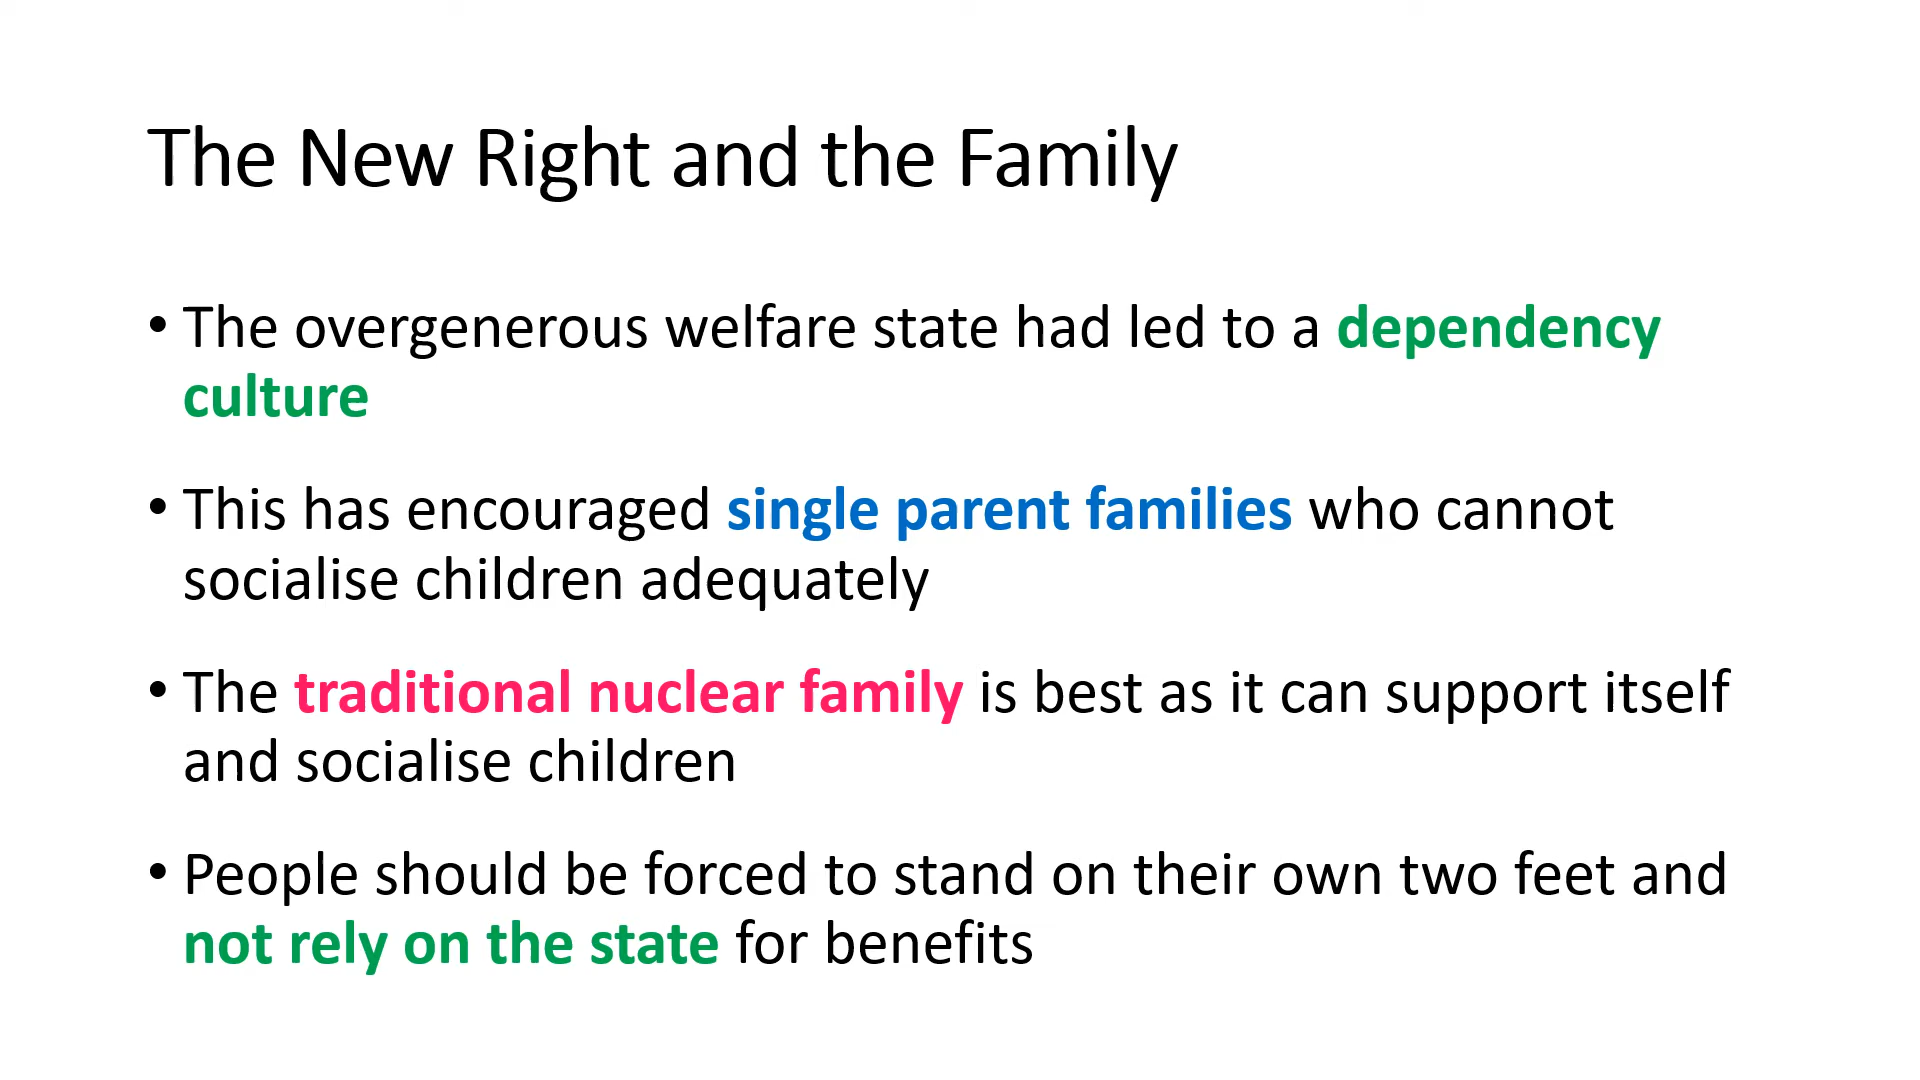 The New Right and the Family
• The overgenerous welfare state had led to a dependency
culture
• This has encouraged single parent families who cannot
socialise children adequately
• The traditional nuclear family is best as it can support itself
and socialise children
• People should be forced to stand on their own two feet and
not rely on the state for benefits